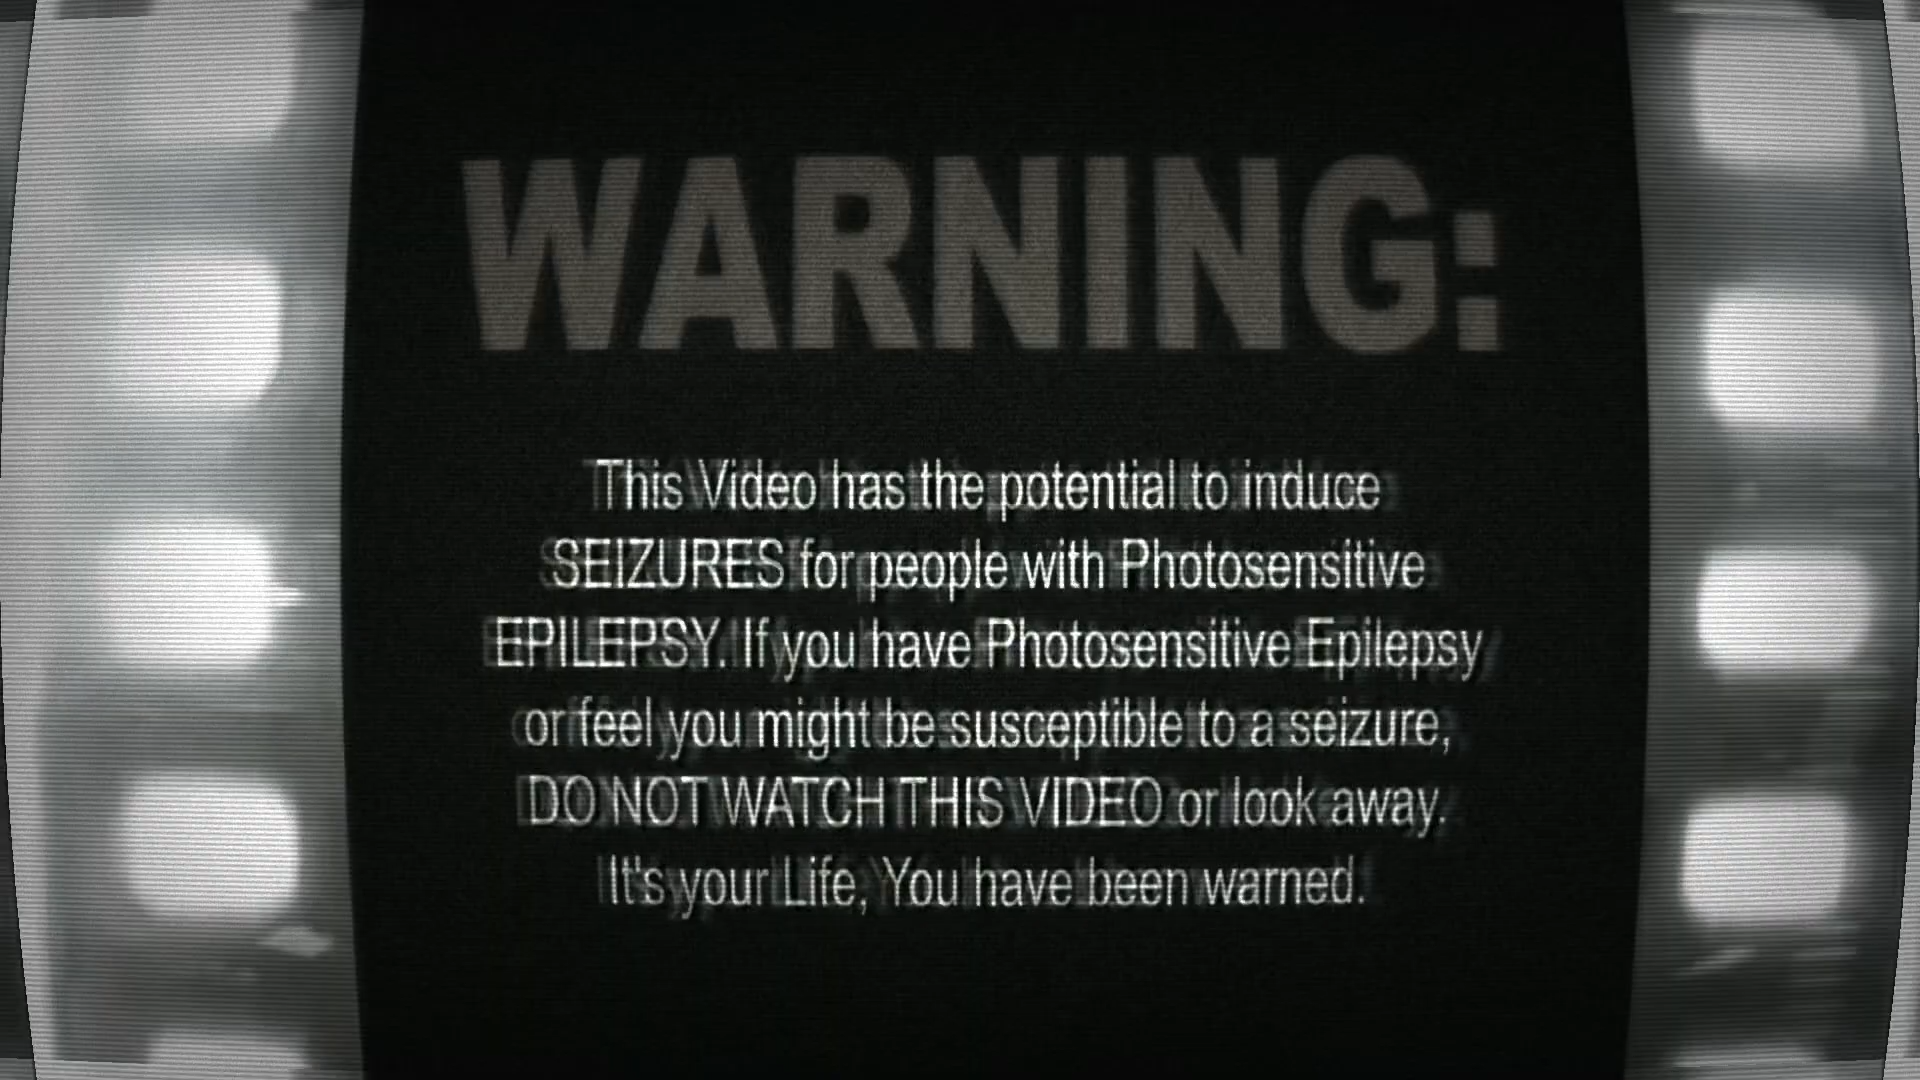 WARNING:
This Video has the potential to induce
SEIZURES for people with Photosensitive
EPILEPSY. If you have Photosensitive Epilepsy
or feel you might be susceptible to a seizure,
DO NOT WATCH THIS VIDEO or look away.
It's your Life, You have been warned.